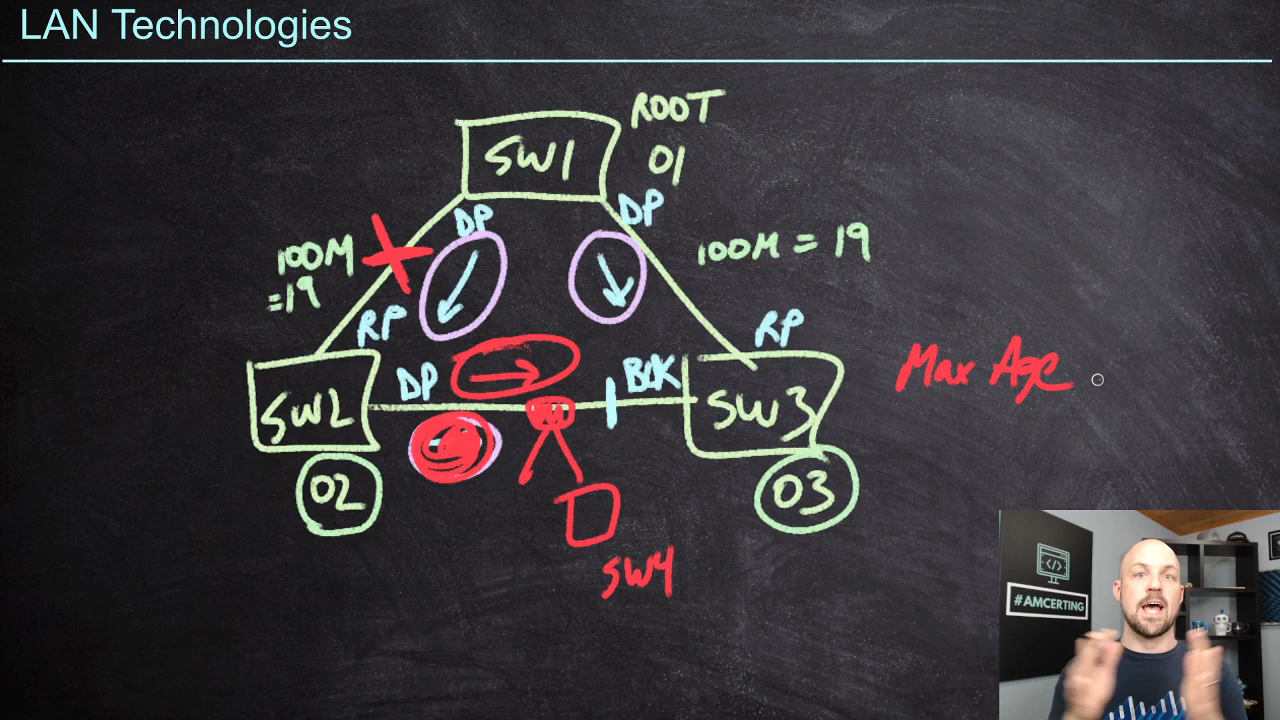 LAN Technologies
ROOT
SW1
01
DP
DP
100M
=19
100M = 19
RP
RP
DP
BLK
Max Age
SW2
SW3
02
03
SW4
#AMCERTING